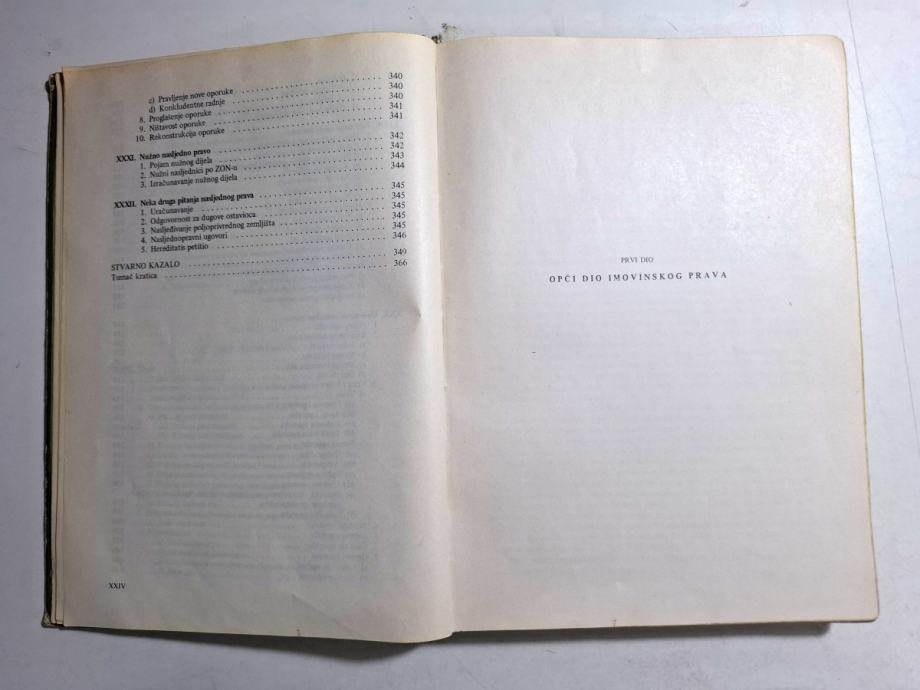 c) Pravljenje nove oporuke 340
d) Konkludentne radnje 340
8. Proglašenje oporuke 340
9. Ništavost oporuke 341
10. Rekonstrukcija oporuke 341
XXXI. Nužno nasljedno pravo 342
1. Pojam nužnog dijela 342
2. Nužni nasljednici po ZON-u 343
3. Izračunavanje nužnog dijela 344
XXXII. Neka druga pitanja nasljednog prava 345
1. Uračunavanje 345
2. Odgovornost za dugove ostavioca 345
3. Nasljeđivanje poljoprivrednog zemljišta 345
4. Nasljednopravni ugovori 345
5. Hereditatis petitio 346
STVARNO KAZALO 349
Tumač kratica 366
XXIV
PRVI DIO
OPĆI DIO IMOVINSKOG PRAVA